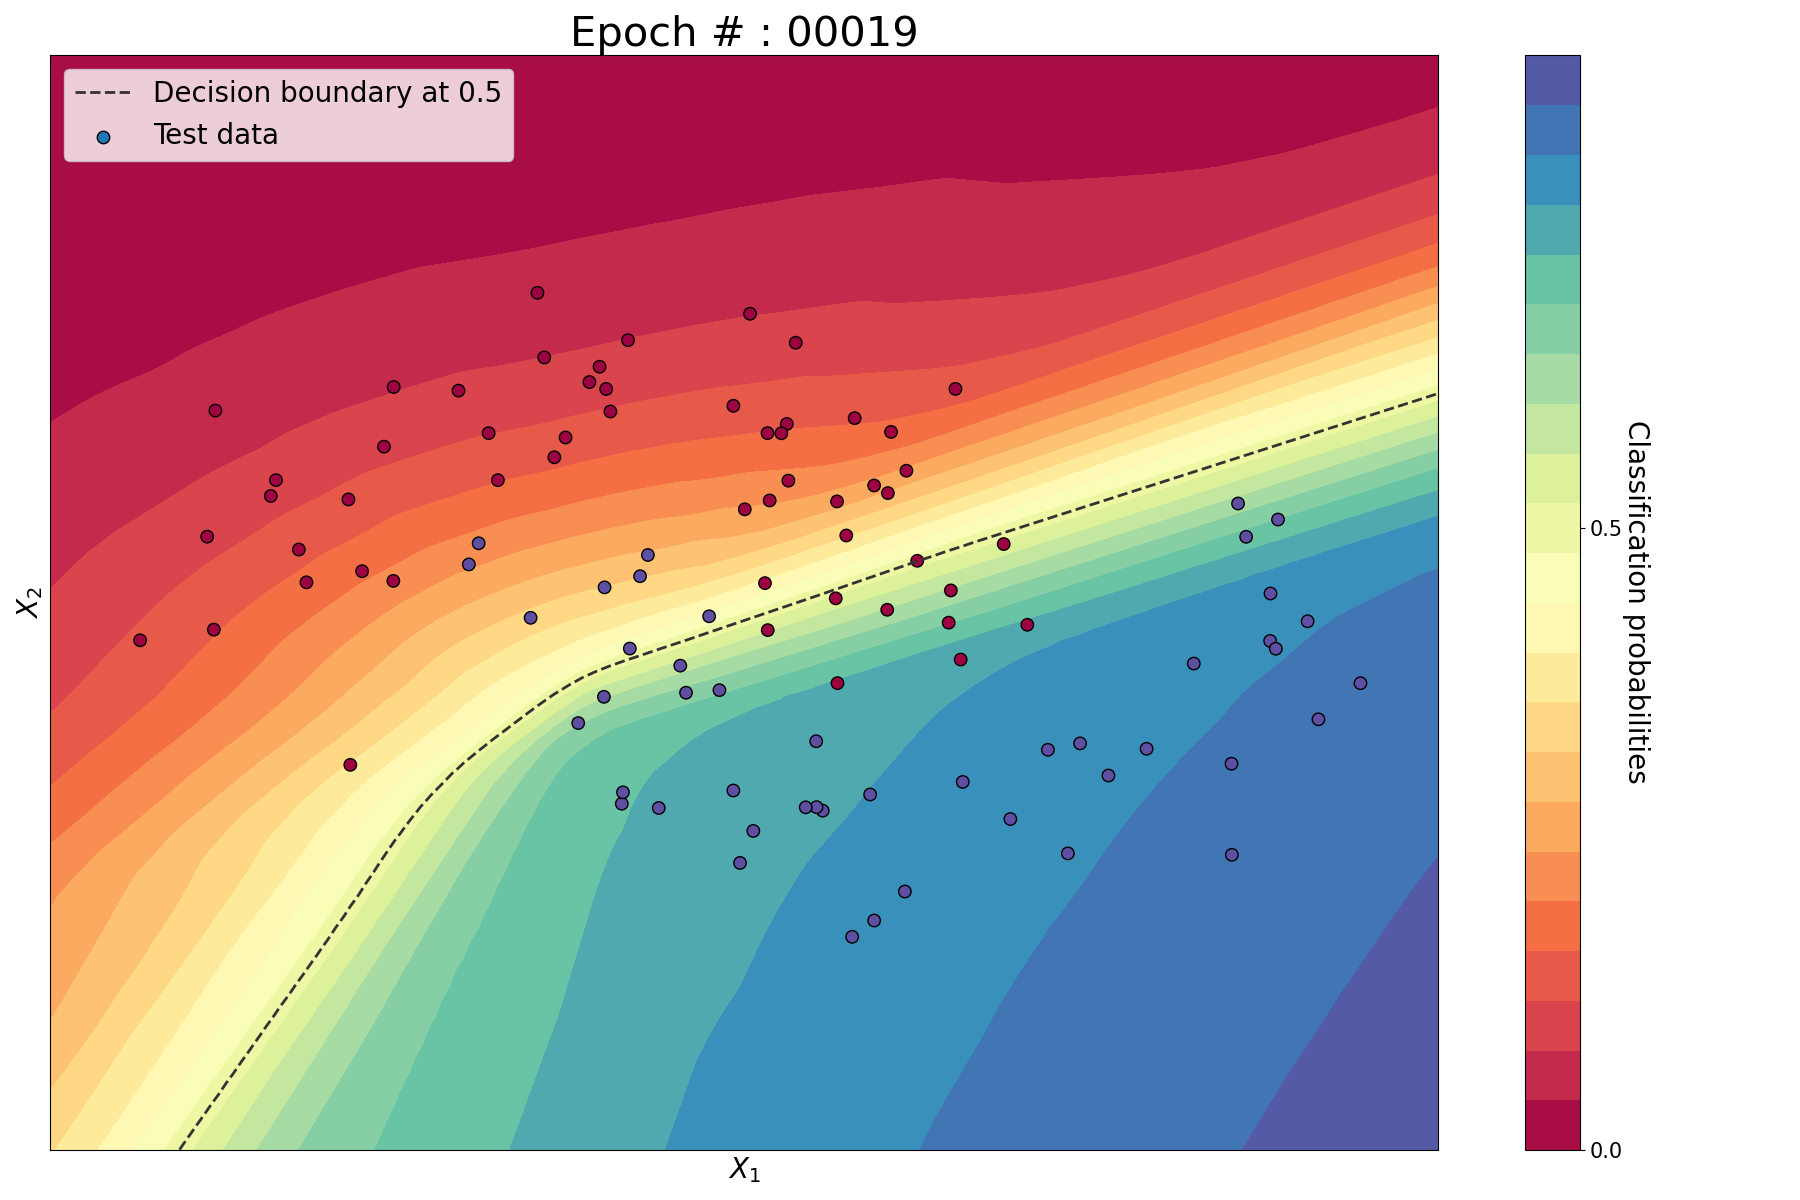 Epoch # : 00019
Decision boundary at 0.5
Test data
X₂
X₁
0.5
0.0
Classification probabilities